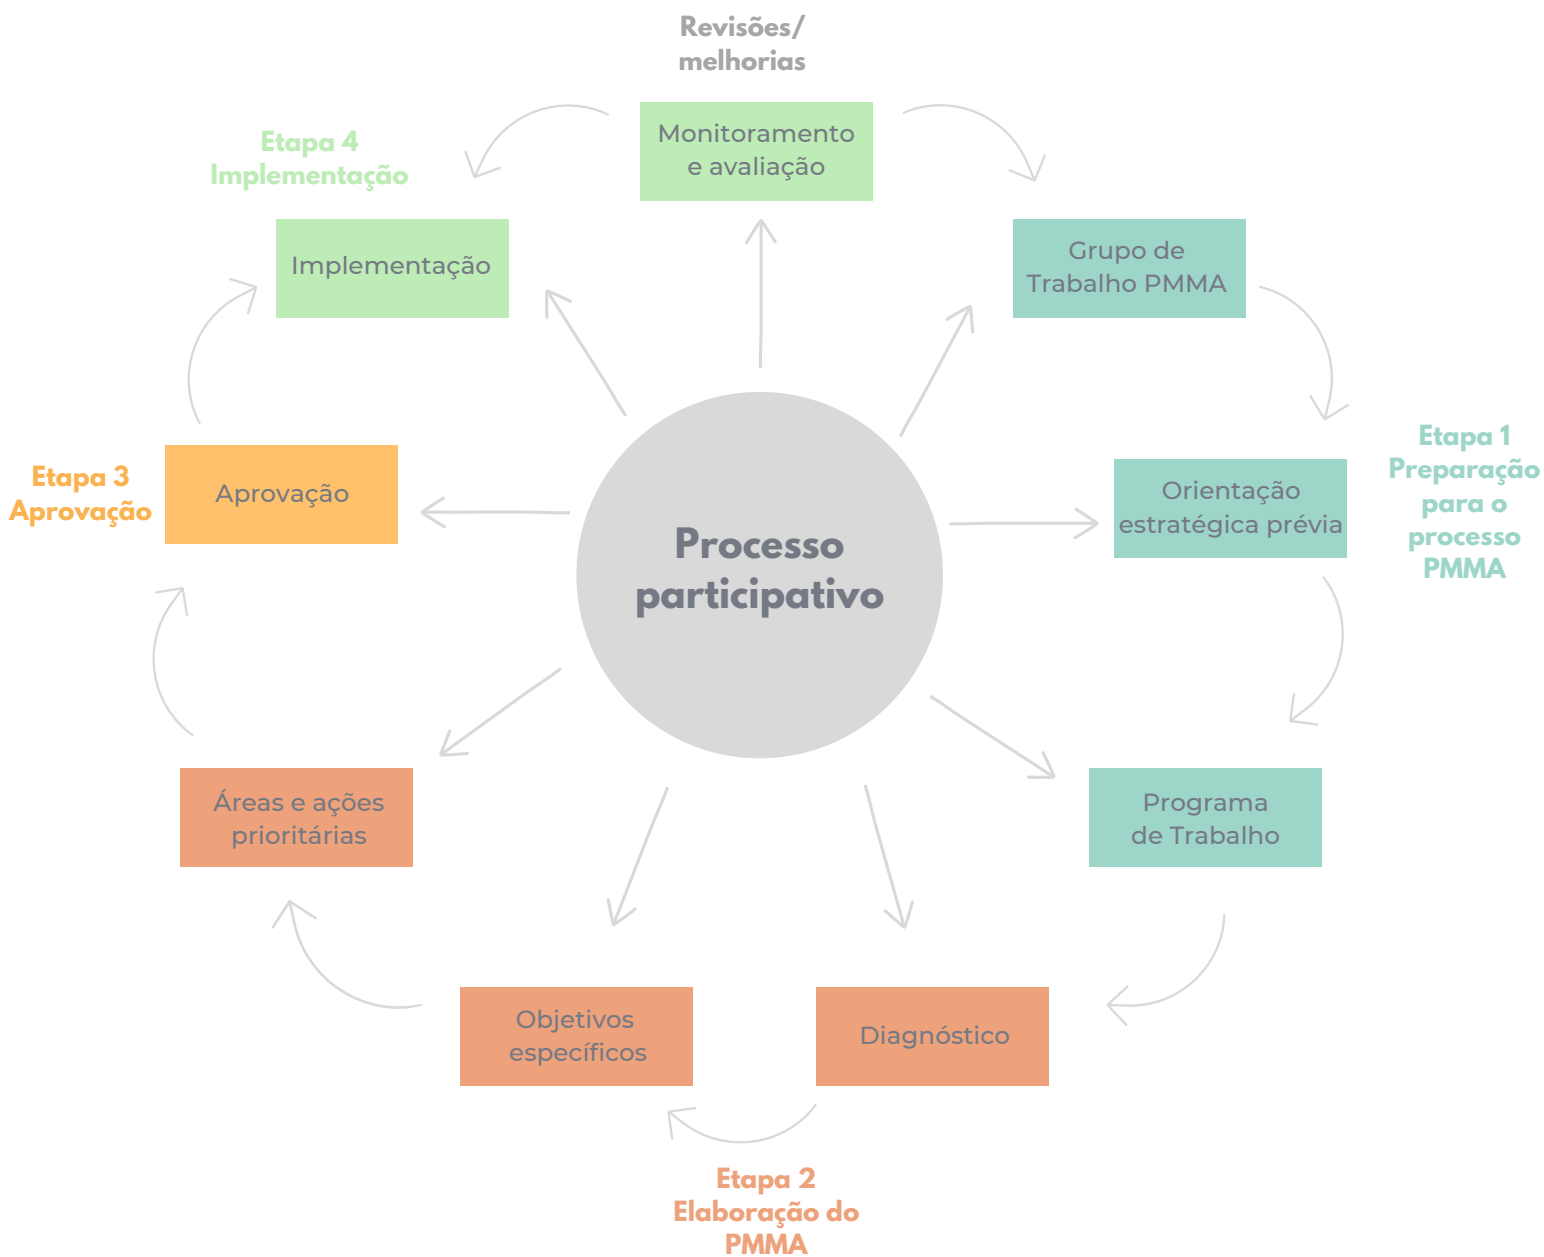 Revisões/
melhorias
Monitoramento
e avaliação
Etapa 4
Implementação
Implementação
Grupo de
Trabalho PMMA
Etapa 1
Preparação
para o
processo
PMMA
Orientação
estratégica prévia
Etapa 3
Aprovação
Aprovação
Processo
participativo
Áreas e ações
prioritárias
Programa
de Trabalho
Objetivos
específicos
Diagnóstico
Etapa 2
Elaboração do
PMMA